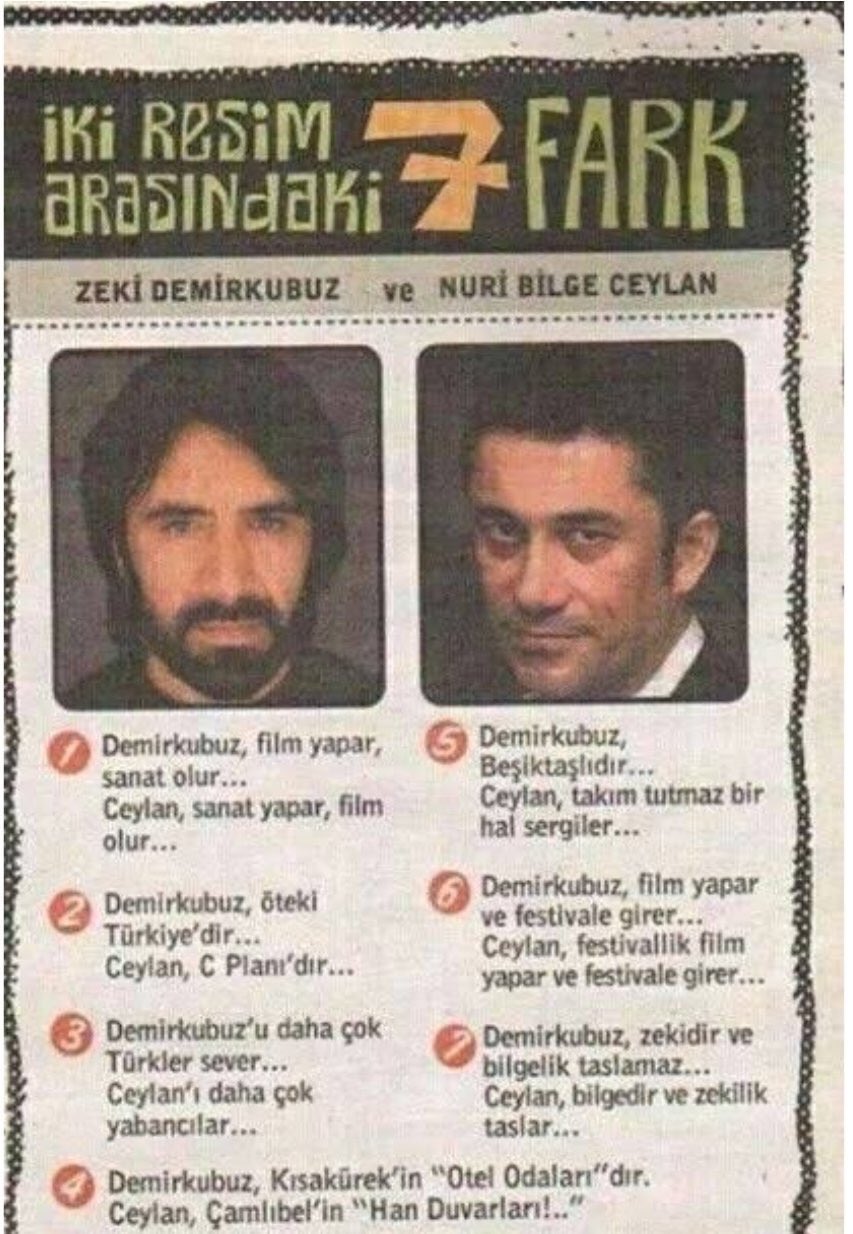 iKi RESiM
aRaSINdaKi 7 FARK
ZEKİ DEMİRKUBUZ ve NURİ BİLGE CEYLAN
1 Demirkubuz, film yapar,
sanat olur...
Ceylan, sanat yapar, film
olur...
2 Demirkubuz, öteki
Türkiye'dir...
Ceylan, C Planı'dır...
3 Demirkubuz'u daha çok
Türkler sever...
Ceylan'ı daha çok
yabancılar...
4 Demirkubuz, Kısakürek'in "Otel Odaları"dır.
Ceylan, Çamlıbel'in "Han Duvarları!.."
5 Demirkubuz,
Beşiktaşlıdır...
Ceylan, takım tutmaz bir
hal sergiler...
6 Demirkubuz, film yapar
ve festivale girer...
Ceylan, festivallik film
yapar ve festivale girer...
7 Demirkubuz, zekidir ve
bilgelik taslamaz...
Ceylan, bilgedir ve zekilik
taslar...